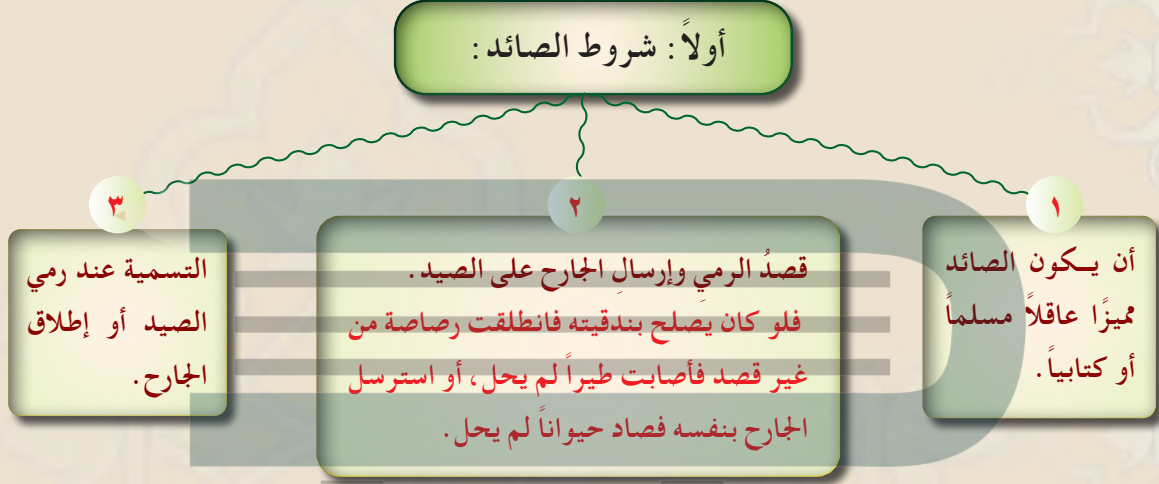 أولاً : شروط الصائد :
١
أن يكون الصائد
مميزًا عاقلاً مسلماً
أو كتابياً .
٢
قصدُ الرميِ وإرسالِ الجارح على الصيد .
فلو كان يصلح بندقيته فانطلقت رصاصة من
غير قصد فأصابت طيراً لم يحل ، أو استرسل
الجارح بنفسه فصاد حيواناً لم يحل .
٣
التسمية عند رمي
الصيد أو إطلاق
الجارح .